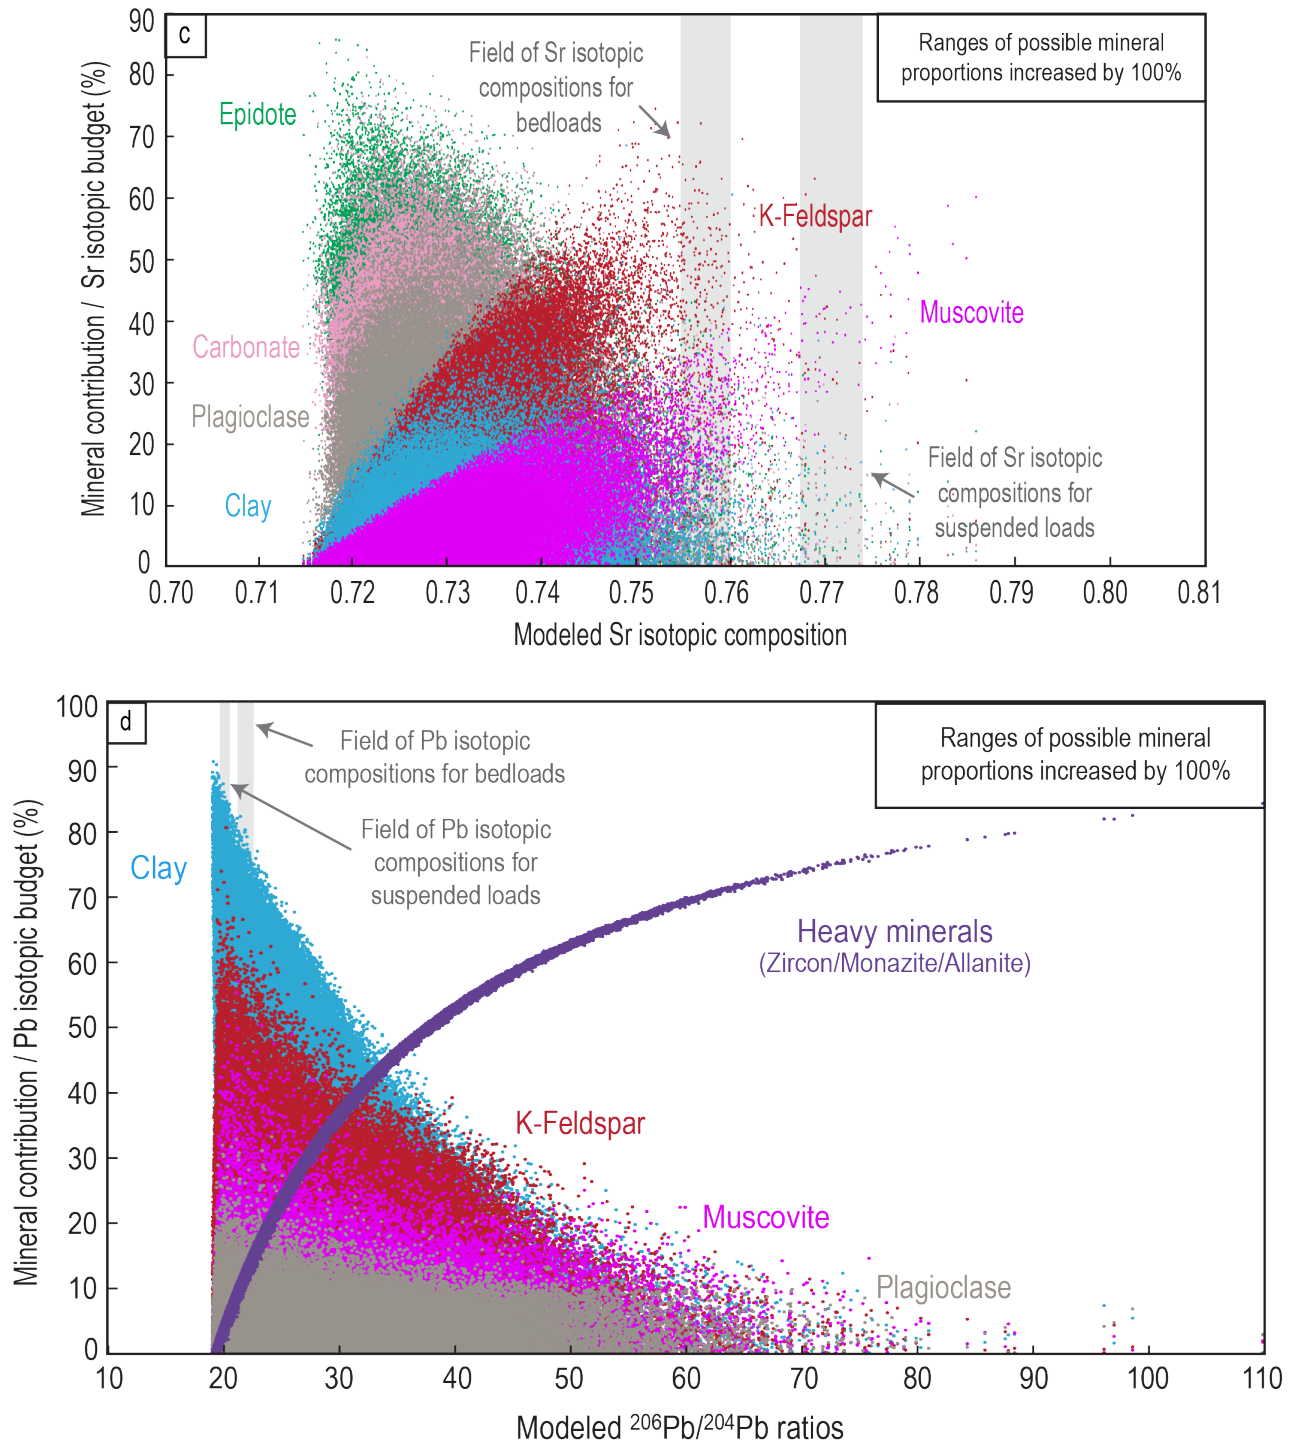 c
Ranges of possible mineral
proportions increased by 100%
Field of Sr isotopic
compositions for
bedloads
Epidote
K-Feldspar
Muscovite
Carbonate
Plagioclase
Clay
Field of Sr isotopic
compositions for
suspended loads
Mineral contribution / Sr isotopic budget (%)
90
80
70
60
50
40
30
20
10
0
0.70 0.71 0.72 0.73 0.74 0.75 0.76 0.77 0.78 0.79 0.80 0.81
Modeled Sr isotopic composition
d
Ranges of possible mineral
proportions increased by 100%
Field of Pb isotopic
compositions for bedloads
Field of Pb isotopic
compositions for
suspended loads
Clay
Heavy minerals
(Zircon/Monazite/Allanite)
K-Feldspar
Muscovite
Plagioclase
Mineral contribution / Pb isotopic budget (%)
100
90
80
70
60
50
40
30
20
10
0
10 20 30 40 50 60 70 80 90 100 110
Modeled ²⁰⁶Pb/²⁰⁴Pb ratios